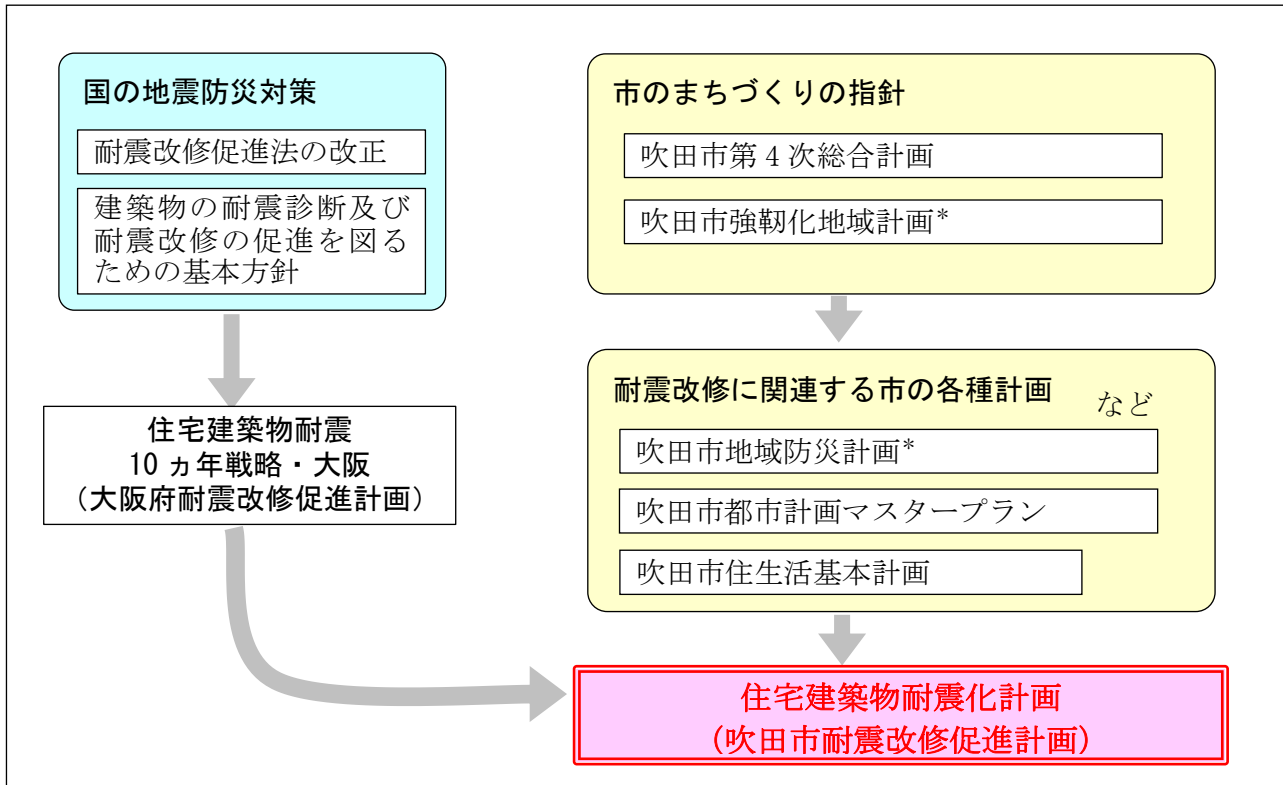 国の地震防災対策
耐震改修促進法の改正
建築物の耐震診断及び
耐震改修の促進を図る
ための基本方針
住宅建築物耐震
10ヵ年戦略・大阪
（大阪府耐震改修促進計画）
市のまちづくりの指針
吹田市第4次総合計画
吹田市強靱化地域計画*
耐震改修に関連する市の各種計画
など
吹田市地域防災計画*
吹田市都市計画マスタープラン
吹田市住生活基本計画
住宅建築物耐震化計画
（吹田市耐震改修促進計画）